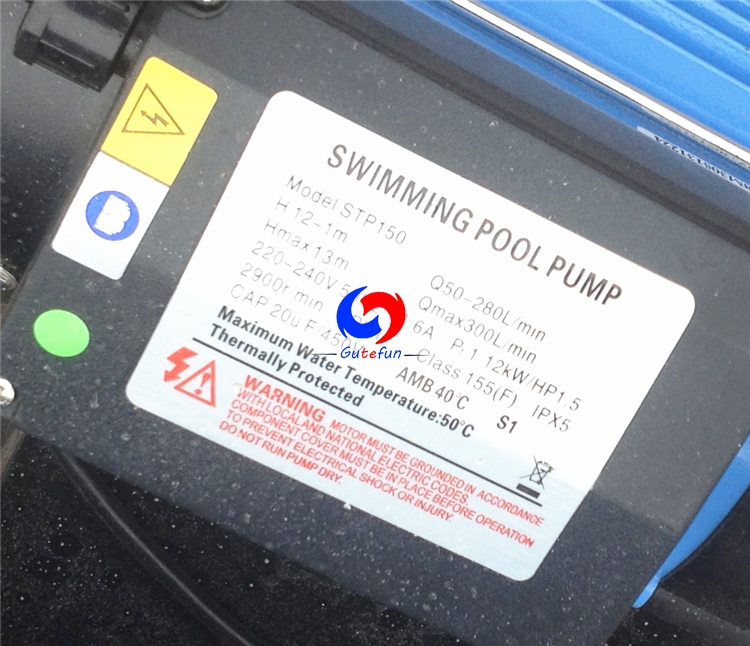 SWIMMING POOL PUMP
Model STP150
H 12-1m Q50-280L/min
Hmax 13m Qmax300L/min
220-240V 6A P.1 1.12kW/HP1.5
2900r/min Class 155(F) IPX5
CAP 20uF/450V AMB 40℃ S1
Maximum Water Temperature:50℃
Thermally Protected
WARNING MOTOR MUST BE GROUNDED IN ACCORDANCE
WITH LOCAL AND NATIONAL ELECTRIC CODES.
COMPONENT COVER MUST BE IN PLACE BEFORE OPERATION
TO PREVENT ELECTRICAL SHOCK OR INJURY.
DO NOT RUN PUMP DRY.
Gutefun